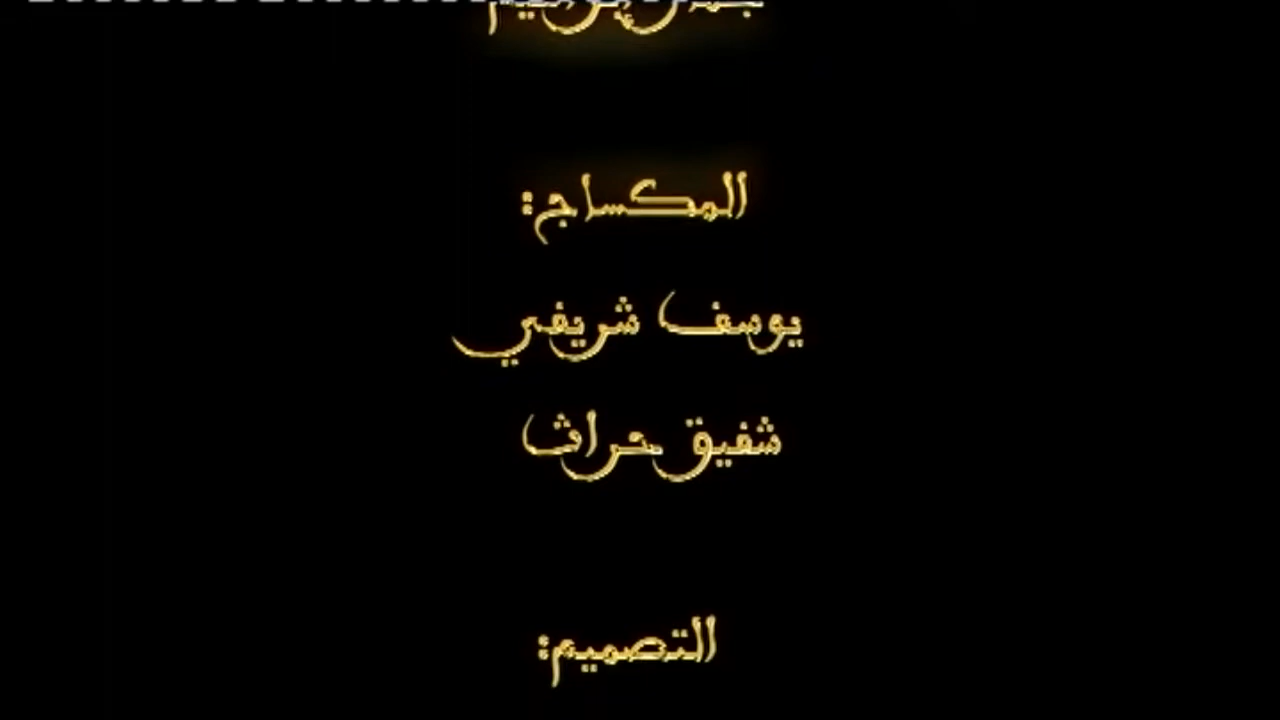 المكساج:
يوسف شريفي
شفيق حراث
التصميم: